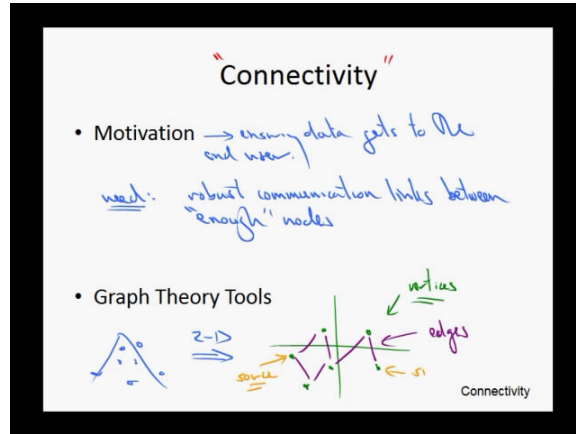 "Connectivity"
• Motivation → ensuring data gets to the
end user.
need: robust communication links between
"enough" nodes
• Graph Theory Tools
vertices
2-D
edges
source
si
Connectivity